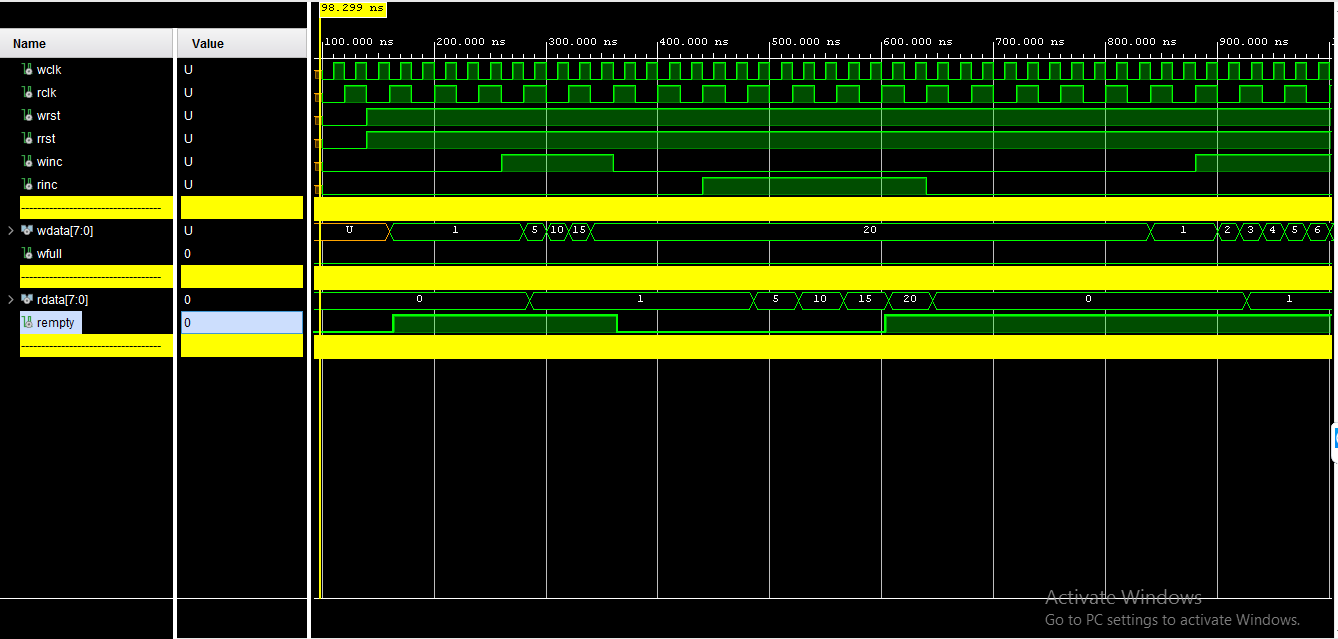 98.299 ns
Name Value 100.000 ns 200.000 ns 300.000 ns 400.000 ns 500.000 ns 600.000 ns 700.000 ns 800.000 ns 900.000 ns
wclk U
rclk U
wrst U
rrst U
winc U
rinc U
---------------------------------
wdata[7:0] U U 1 5 10 15 20 1 2 3 4 5 6
wfull 0
---------------------------------
rdata[7:0] 0 0 1 5 10 15 20 0 1
rempty 0
---------------------------------
Activate Windows
Go to PC settings to activate Windows.